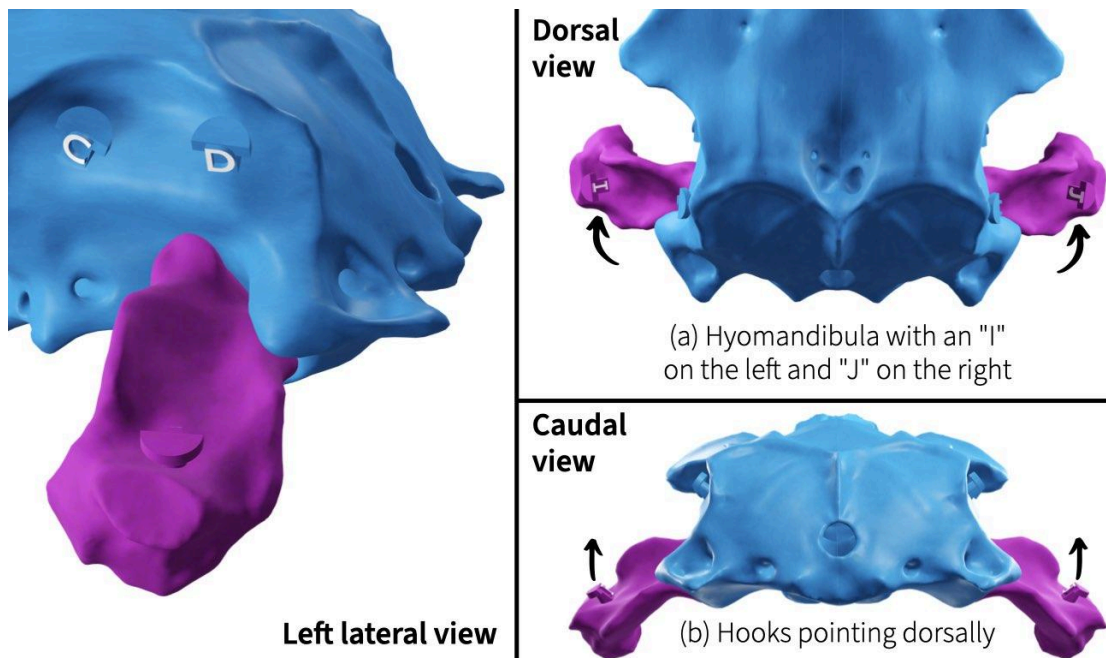 C
D
Left lateral view
Dorsal
view
I
J
(a) Hyomandibula with an "I"
on the left and "J" on the right
Caudal
view
(b) Hooks pointing dorsally